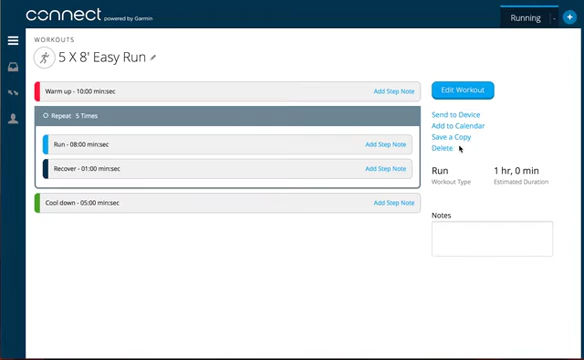 connect powered by Garmin
Running
WORKOUTS
5 X 8' Easy Run
Warm up - 10:00 min:sec Add Step Note
Repeat 5 Times
Run - 08:00 min:sec Add Step Note
Recover - 01:00 min:sec Add Step Note
Cool down - 05:00 min:sec Add Step Note
Edit Workout
Send to Device
Add to Calendar
Save a Copy
Delete
Run 1 hr, 0 min
Workout Type Estimated Duration
Notes